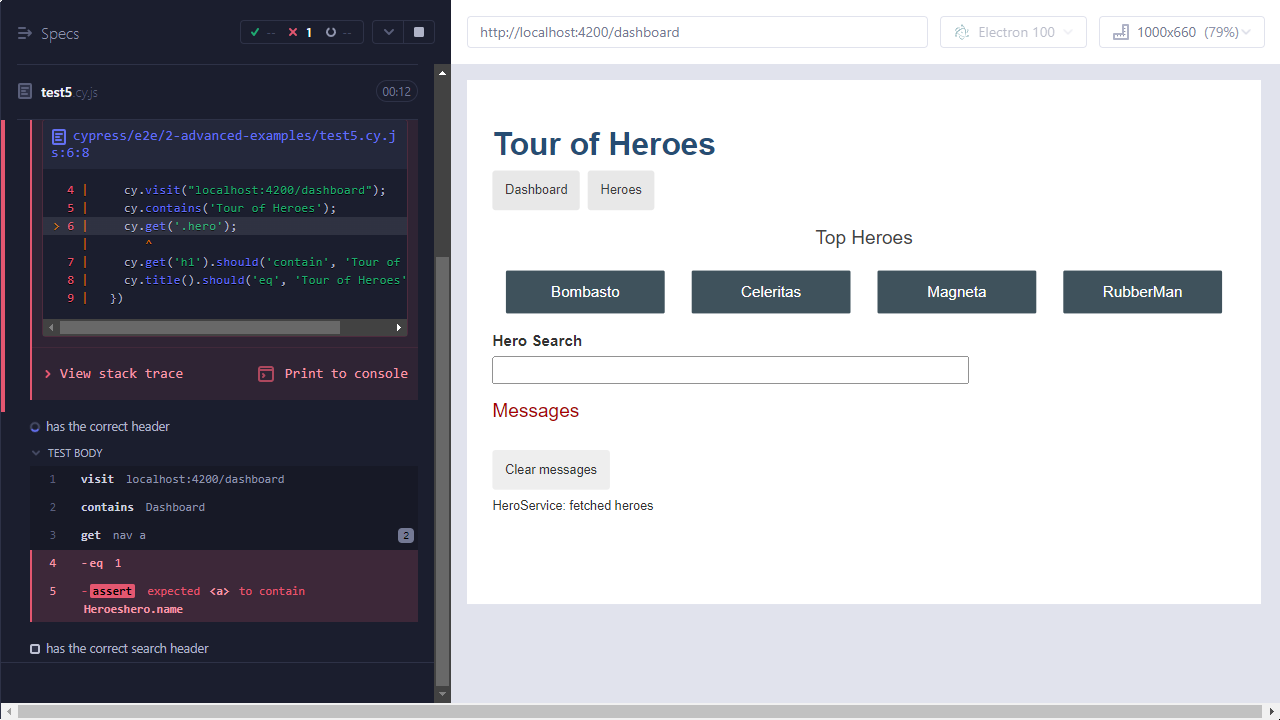 Specs
-- 1 --
test5.cy.js
00:12
cypress/e2e/2-advanced-examples/test5.cy.j
s:6:8
4 | cy.visit("localhost:4200/dashboard");
5 | cy.contains('Tour of Heroes');
> 6 | cy.get('.hero');
| ^
7 | cy.get('h1').should('contain', 'Tour of
8 | cy.title().should('eq', 'Tour of Heroes'
9 | })
> View stack trace
Print to console
has the correct header
TEST BODY
1 visit localhost:4200/dashboard
2 contains Dashboard
3 get nav a 2
4 -eq 1
5 -assert expected <a> to contain
Heroeshero.name
has the correct search header
http://localhost:4200/dashboard
Electron 100
1000x660 (79%)
Tour of Heroes
Dashboard
Heroes
Top Heroes
Bombasto
Celeritas
Magneta
RubberMan
Hero Search
Messages
Clear messages
HeroService: fetched heroes